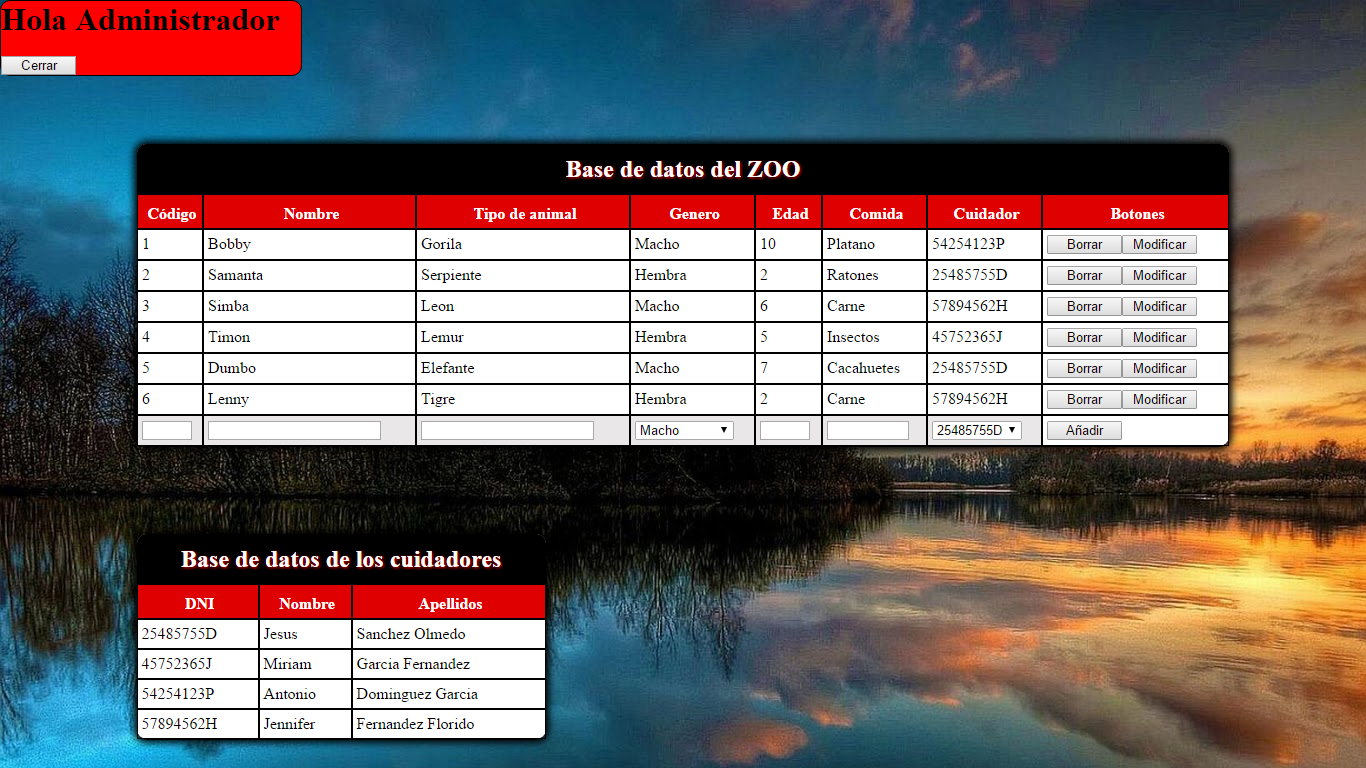 Hola Administrador
Cerrar
Base de datos del ZOO
Código Nombre Tipo de animal Genero Edad Comida Cuidador Botones
1 Bobby Gorila Macho 10 Platano 54254123P Borrar Modificar
2 Samanta Serpiente Hembra 2 Ratones 25485755D Borrar Modificar
3 Simba Leon Macho 6 Carne 57894562H Borrar Modificar
4 Timon Lemur Hembra 5 Insectos 45752365J Borrar Modificar
5 Dumbo Elefante Macho 7 Cacahuetes 25485755D Borrar Modificar
6 Lenny Tigre Hembra 2 Carne 57894562H Borrar Modificar
Macho 25485755D Añadir
Base de datos de los cuidadores
DNI Nombre Apellidos
25485755D Jesus Sanchez Olmedo
45752365J Miriam Garcia Fernandez
54254123P Antonio Dominguez Garcia
57894562H Jennifer Fernandez Florido